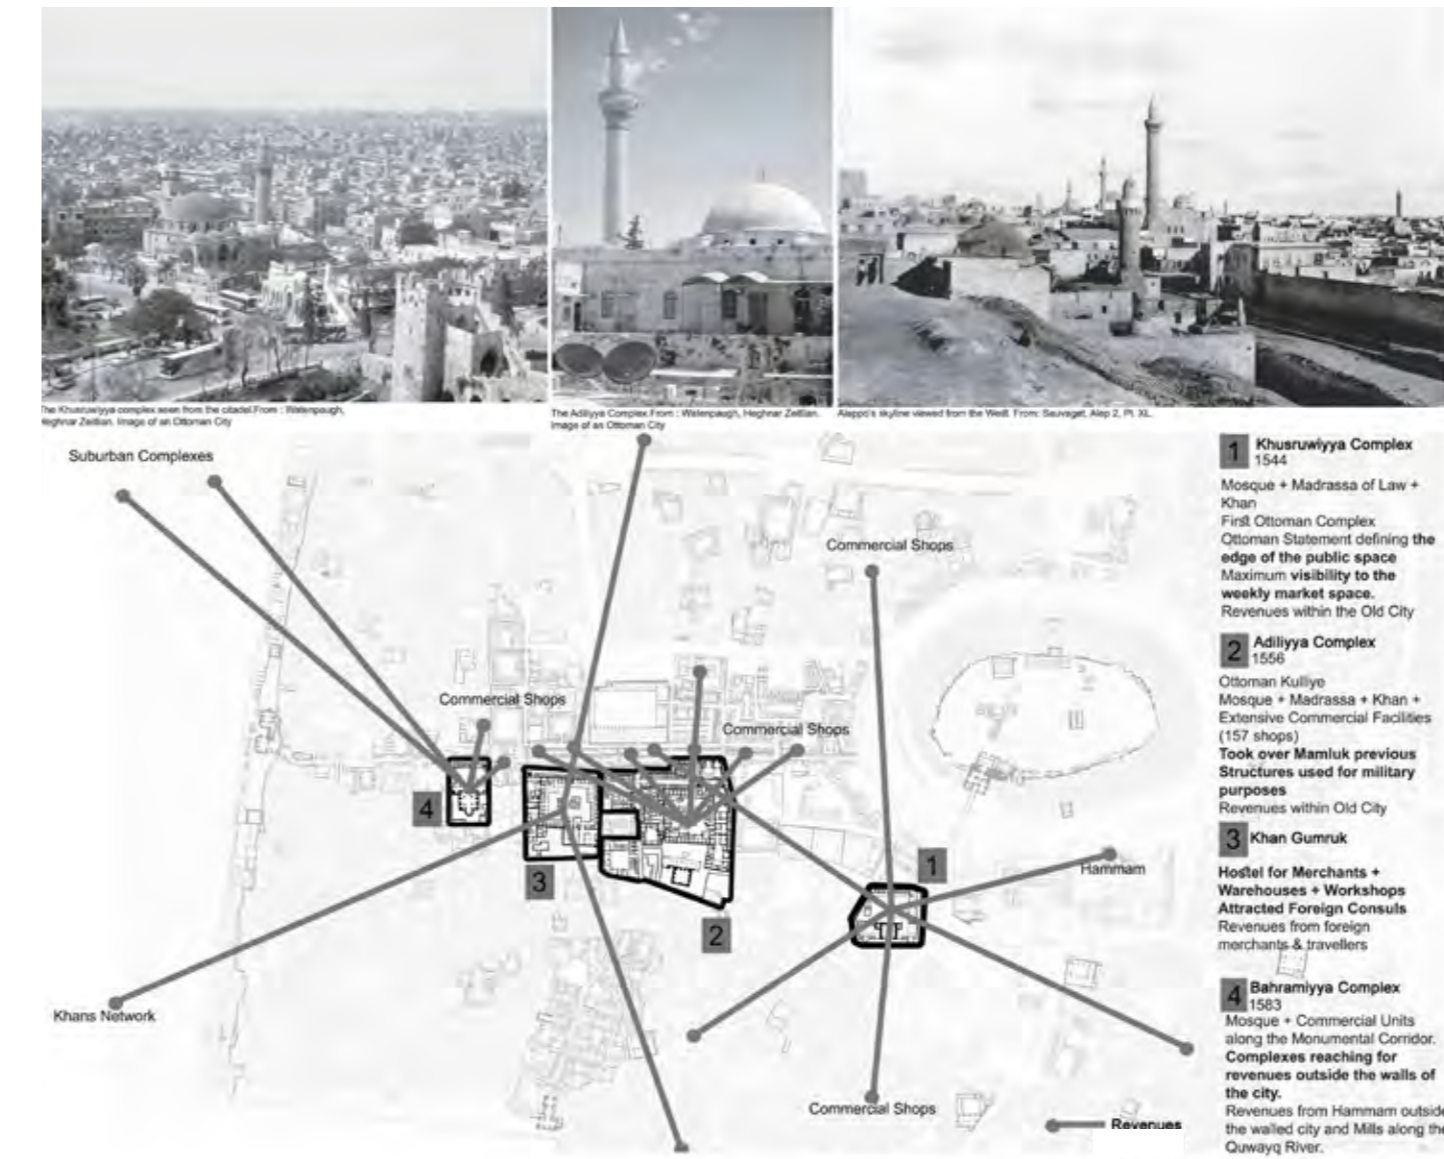 The Khusruwiyya complex seen from the citadel.From : Watenpaugh,
Heghnar Zeitlian. Image of an Ottoman City
The Adiliyya Complex.From : Watenpaugh, Heghnar Zeitlian.
Image of an Ottoman City
Aleppo's skyline viewed from the West. From: Sauvaget, Alep 2, Pl. XL.
Suburban Complexes
Commercial Shops
Commercial Shops
Commercial Shops
4
3
2
1
Hammam
Khans Network
Commercial Shops
Revenues
1 Khusruwiyya Complex
1544
Mosque + Madrassa of Law +
Khan
First Ottoman Complex
Ottoman Statement defining the
edge of the public space
Maximum visibility to the
weekly market space.
Revenues within the Old City
2 Adiliyya Complex
1556
Ottoman Kulliye
Mosque + Madrassa + Khan +
Extensive Commercial Facilities
(157 shops)
Took over Mamluk previous
Structures used for military
purposes
Revenues within Old City
3 Khan Gumruk
Hostel for Merchants +
Warehouses + Workshops
Attracted Foreign Consuls
Revenues from foreign
merchants & travellers
4 Bahramiyya Complex
1583
Mosque + Commercial Units
along the Monumental Corridor.
Complexes reaching for
revenues outside the walls of
the city.
Revenues from Hammam outside
the walled city and Mills along the
Quwayq River.